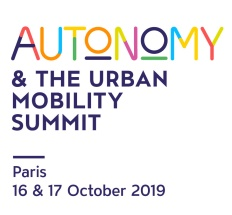 AUTONOMY
& THE URBAN
MOBILITY
SUMMIT
Paris
16 & 17 October 2019